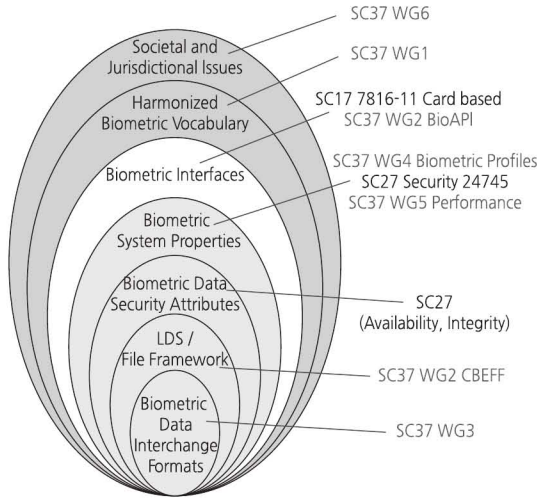 SC37 WG6
Societal and
Jurisdictional Issues
SC37 WG1
Harmonized
Biometric Vocabulary
SC17 7816-11 Card based
SC37 WG2 BioAPI
Biometric Interfaces
SC37 WG4 Biometric Profiles
SC27 Security 24745
SC37 WG5 Performance
Biometric
System Properties
Biometric Data
Security Attributes
SC27
(Availability, Integrity)
LDS /
File Framework
SC37 WG2 CBEFF
Biometric
Data
Interchange
Formats
SC37 WG3